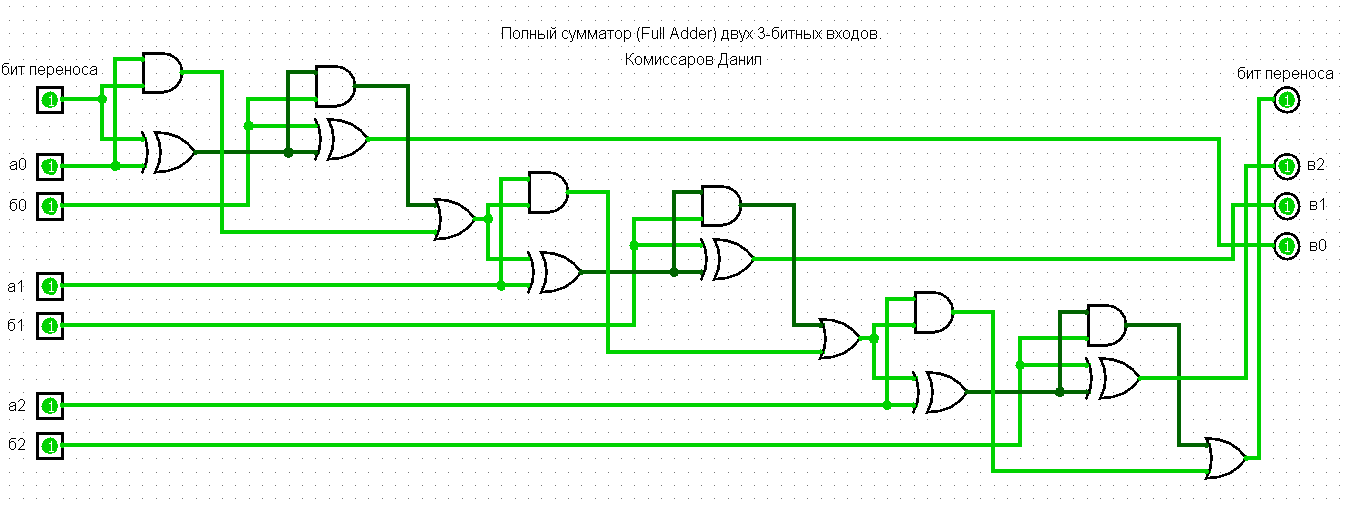 Полный сумматор (Full Adder) двух 3-битных входов.
Комиссаров Данил
бит переноса
1
а0
1
б0
1
а1
1
б1
1
а2
1
б2
1
бит переноса
1
1
в2
1
в1
1
в0